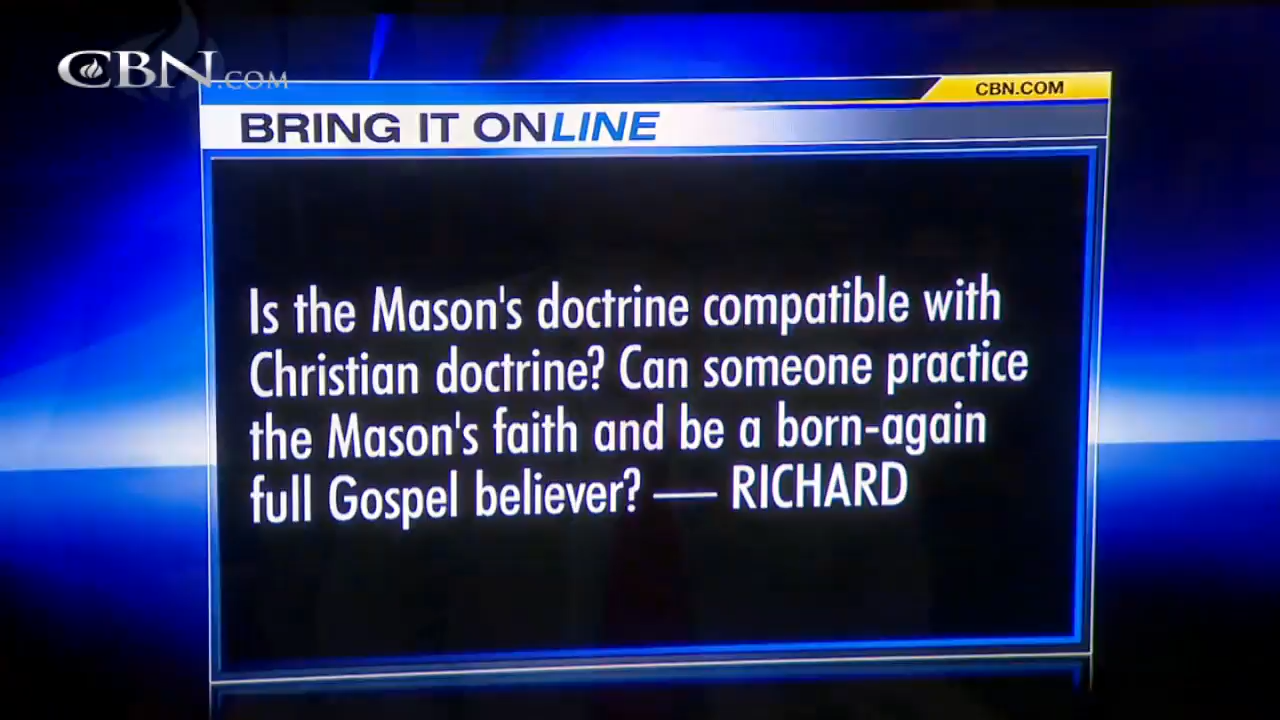 CBN.COM
CBN.COM
BRING IT ONLINE
Is the Mason's doctrine compatible with
Christian doctrine? Can someone practice
the Mason's faith and be a born-again
full Gospel believer? — RICHARD